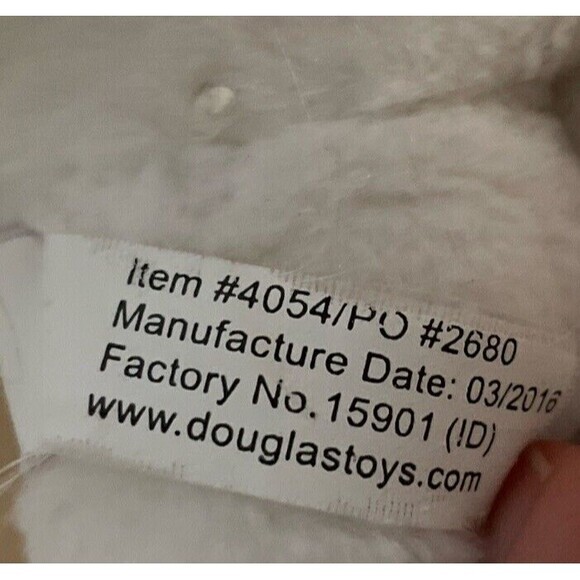 Item #4054/PO #2680
Manufacture Date: 03/2016
Factory No. 15901 (ID)
www.douglastoys.com